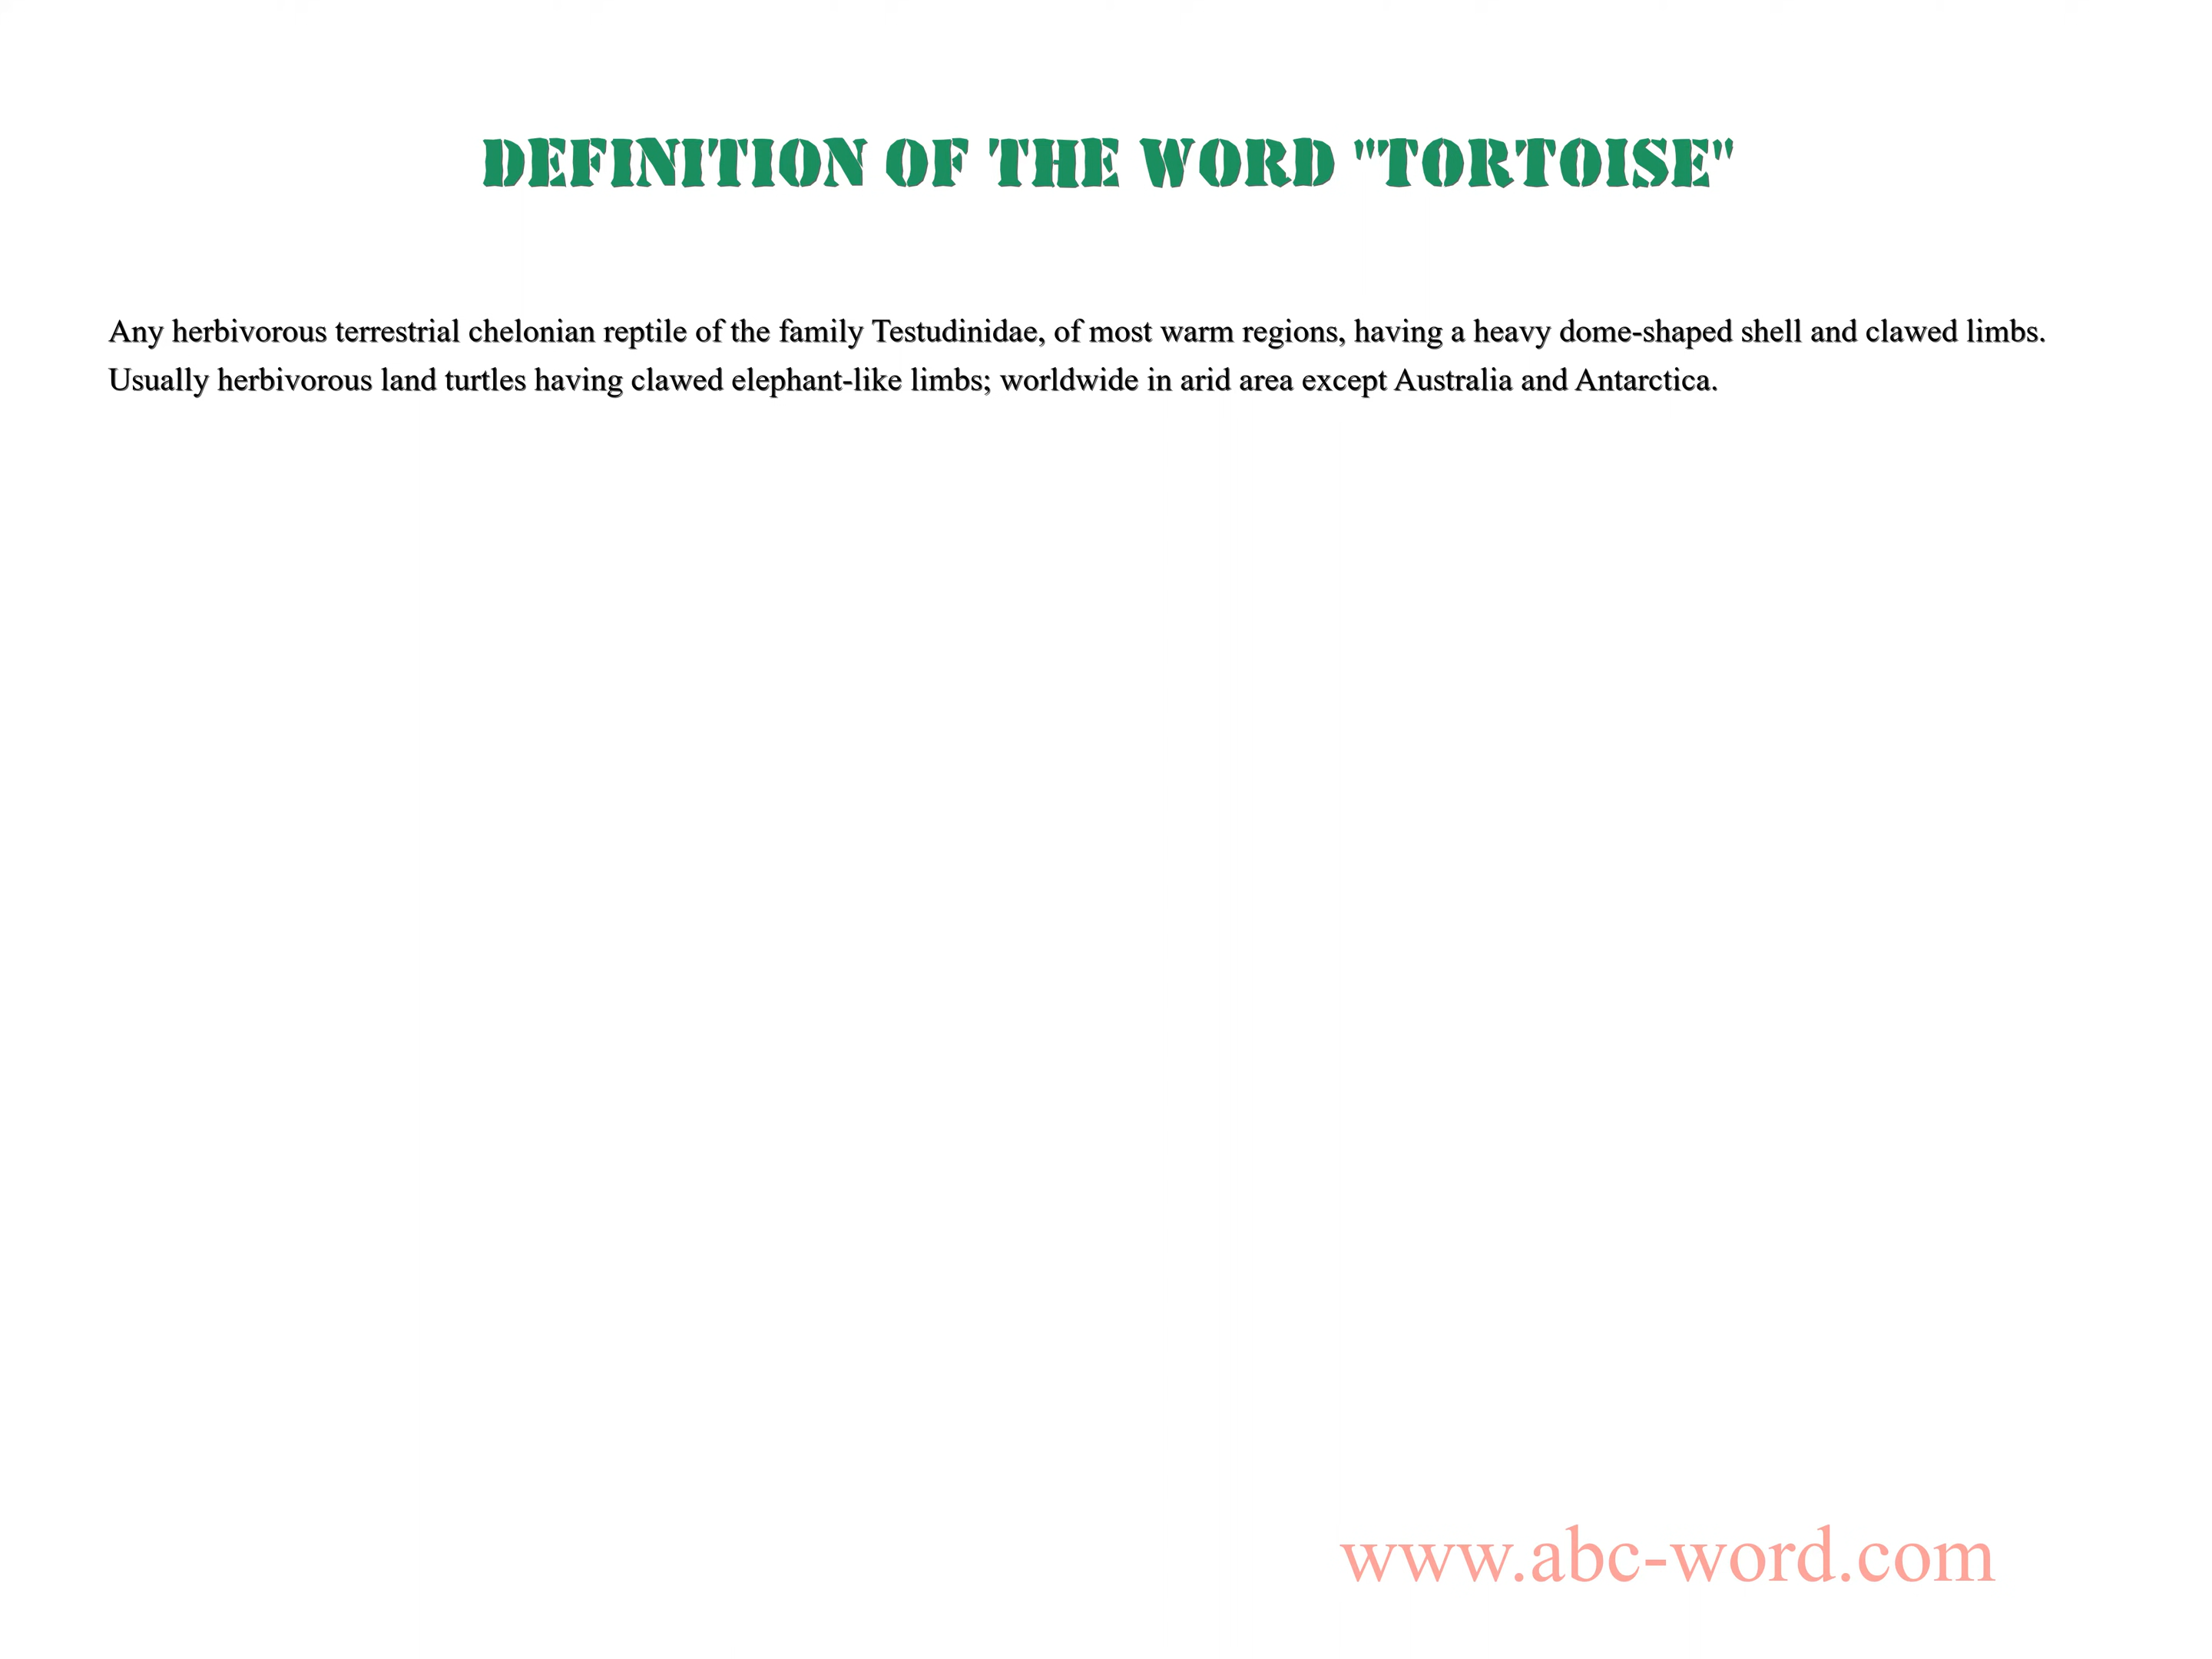 DEFINITION OF THE WORD "TORTOISE"
Any herbivorous terrestrial chelonian reptile of the family Testudinidae, of most warm regions, having a heavy dome-shaped shell and clawed limbs.
Usually herbivorous land turtles having clawed elephant-like limbs; worldwide in arid area except Australia and Antarctica.
www.abc-word.com